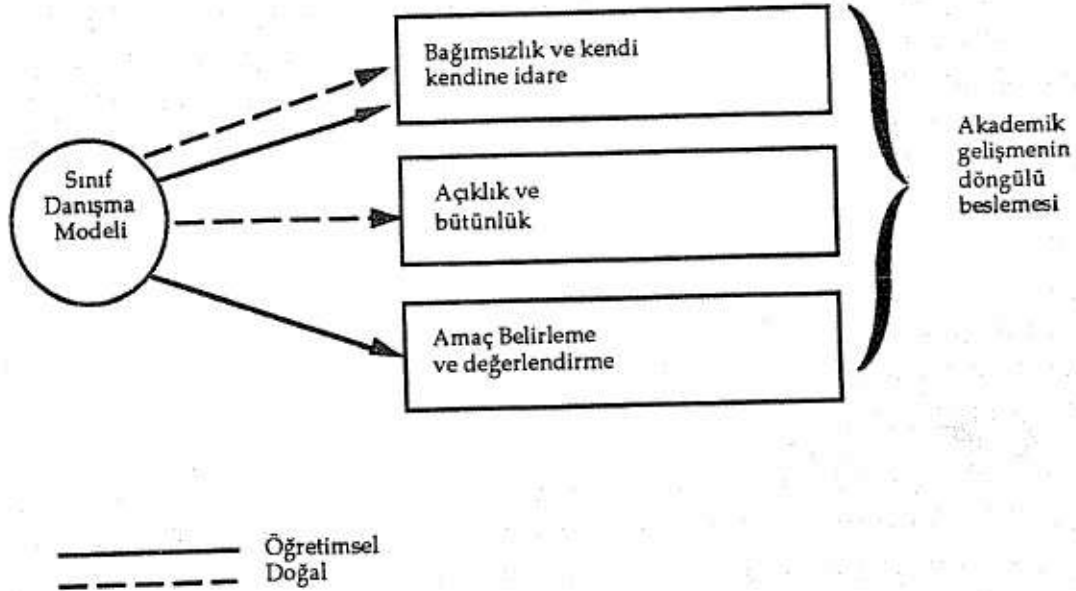 Bağımsızlık ve kendi
kendine idare
Sınıf
Danışma
Modeli
Açıklık ve
bütünlük
Amaç Belirleme
ve değerlendirme
Akademik
gelişmenin
döngülü
beslemesi
Öğretimsel
Doğal